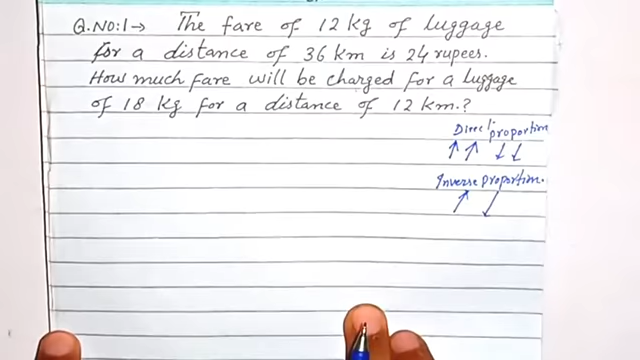 Q.NO:1→ The fare of 12 kg of luggage
for a distance of 36 km is 24 rupees.
How much fare will be charged for a luggage
of 18 kg for a distance of 12 km.?
Direct proportion
↑↑ ↓↓
Inverse proportion.
↑ ↓